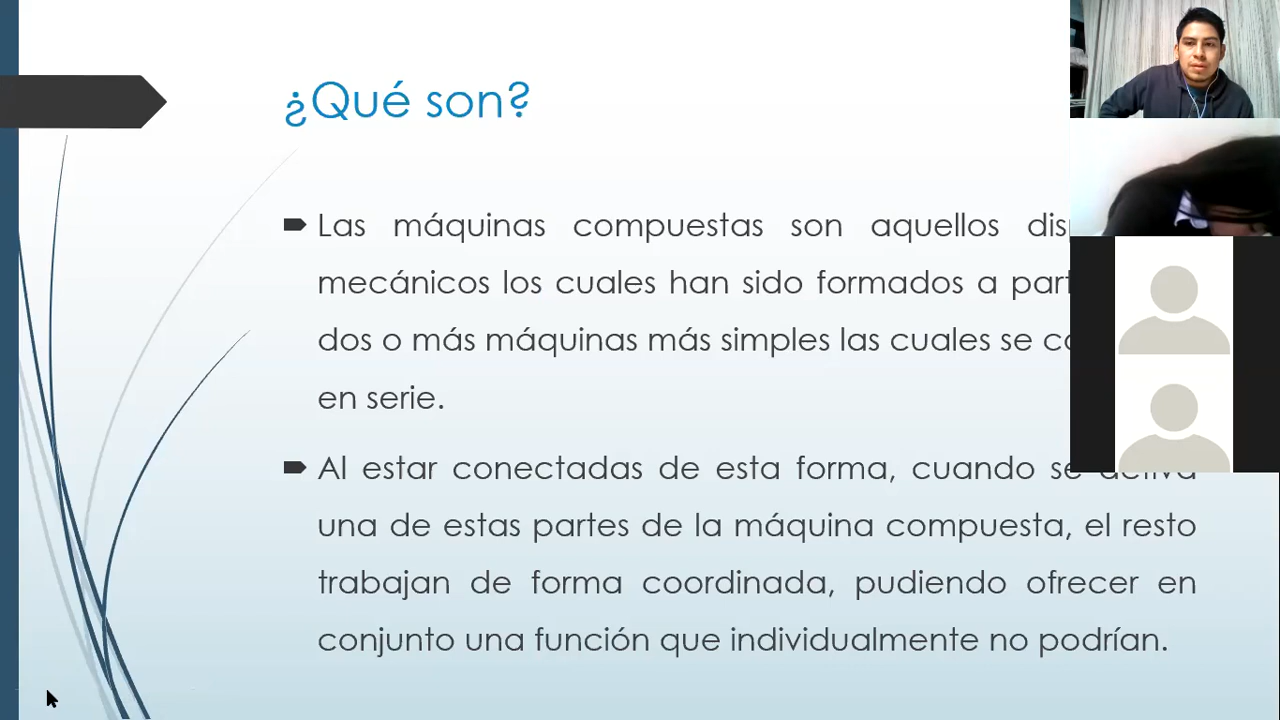 ¿Qué son?
Las máquinas compuestas son aquellos
mecánicos los cuales han sido formados a
dos o más máquinas más simples las cuales se
en serie.
Al estar conectadas de esta forma, cuando se activa
una de estas partes de la máquina compuesta, el resto
trabajan de forma coordinada, pudiendo ofrecer en
conjunto una función que individualmente no podrían.